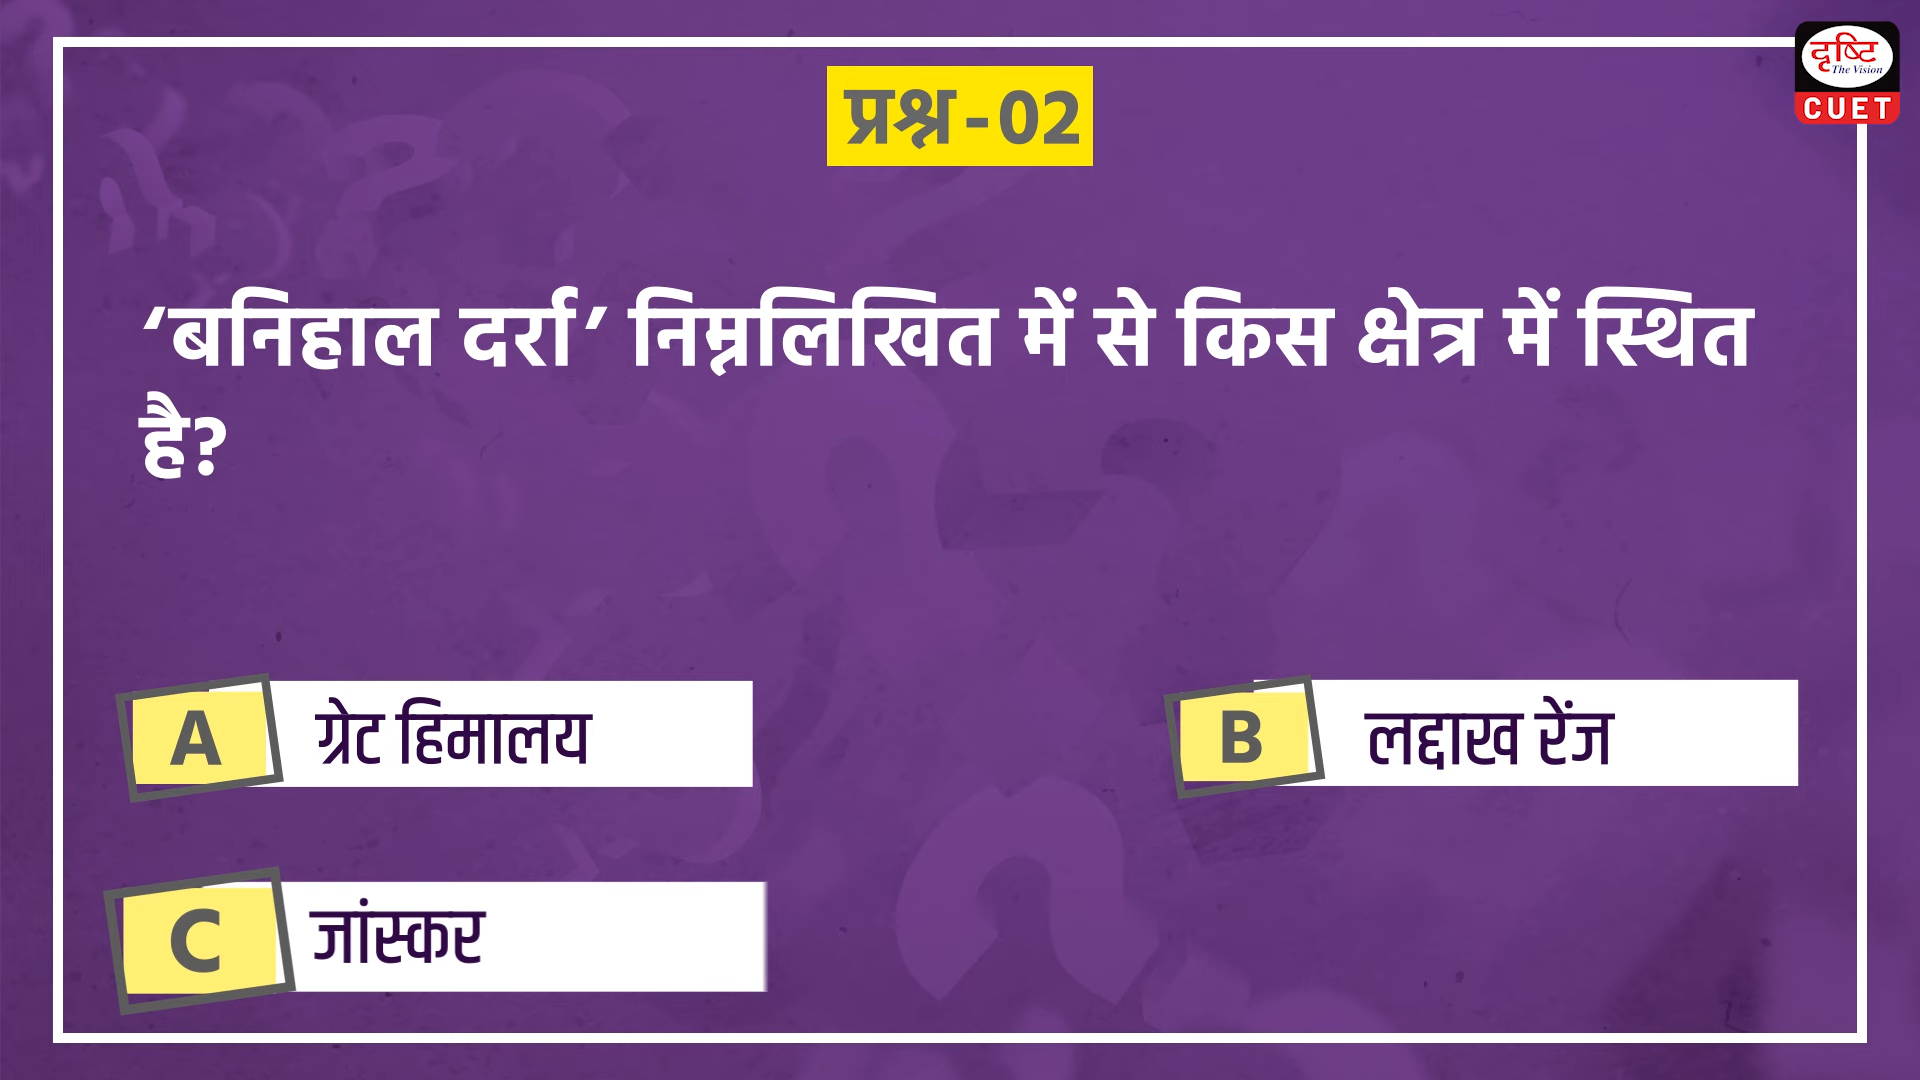 दृष्टि
The Vision
CUET
प्रश्न-02
‘बनिहाल दर्रा’ निम्नलिखित में से किस क्षेत्र में स्थित
है?
A ग्रेट हिमालय
B लद्दाख रेंज
C जांस्कर